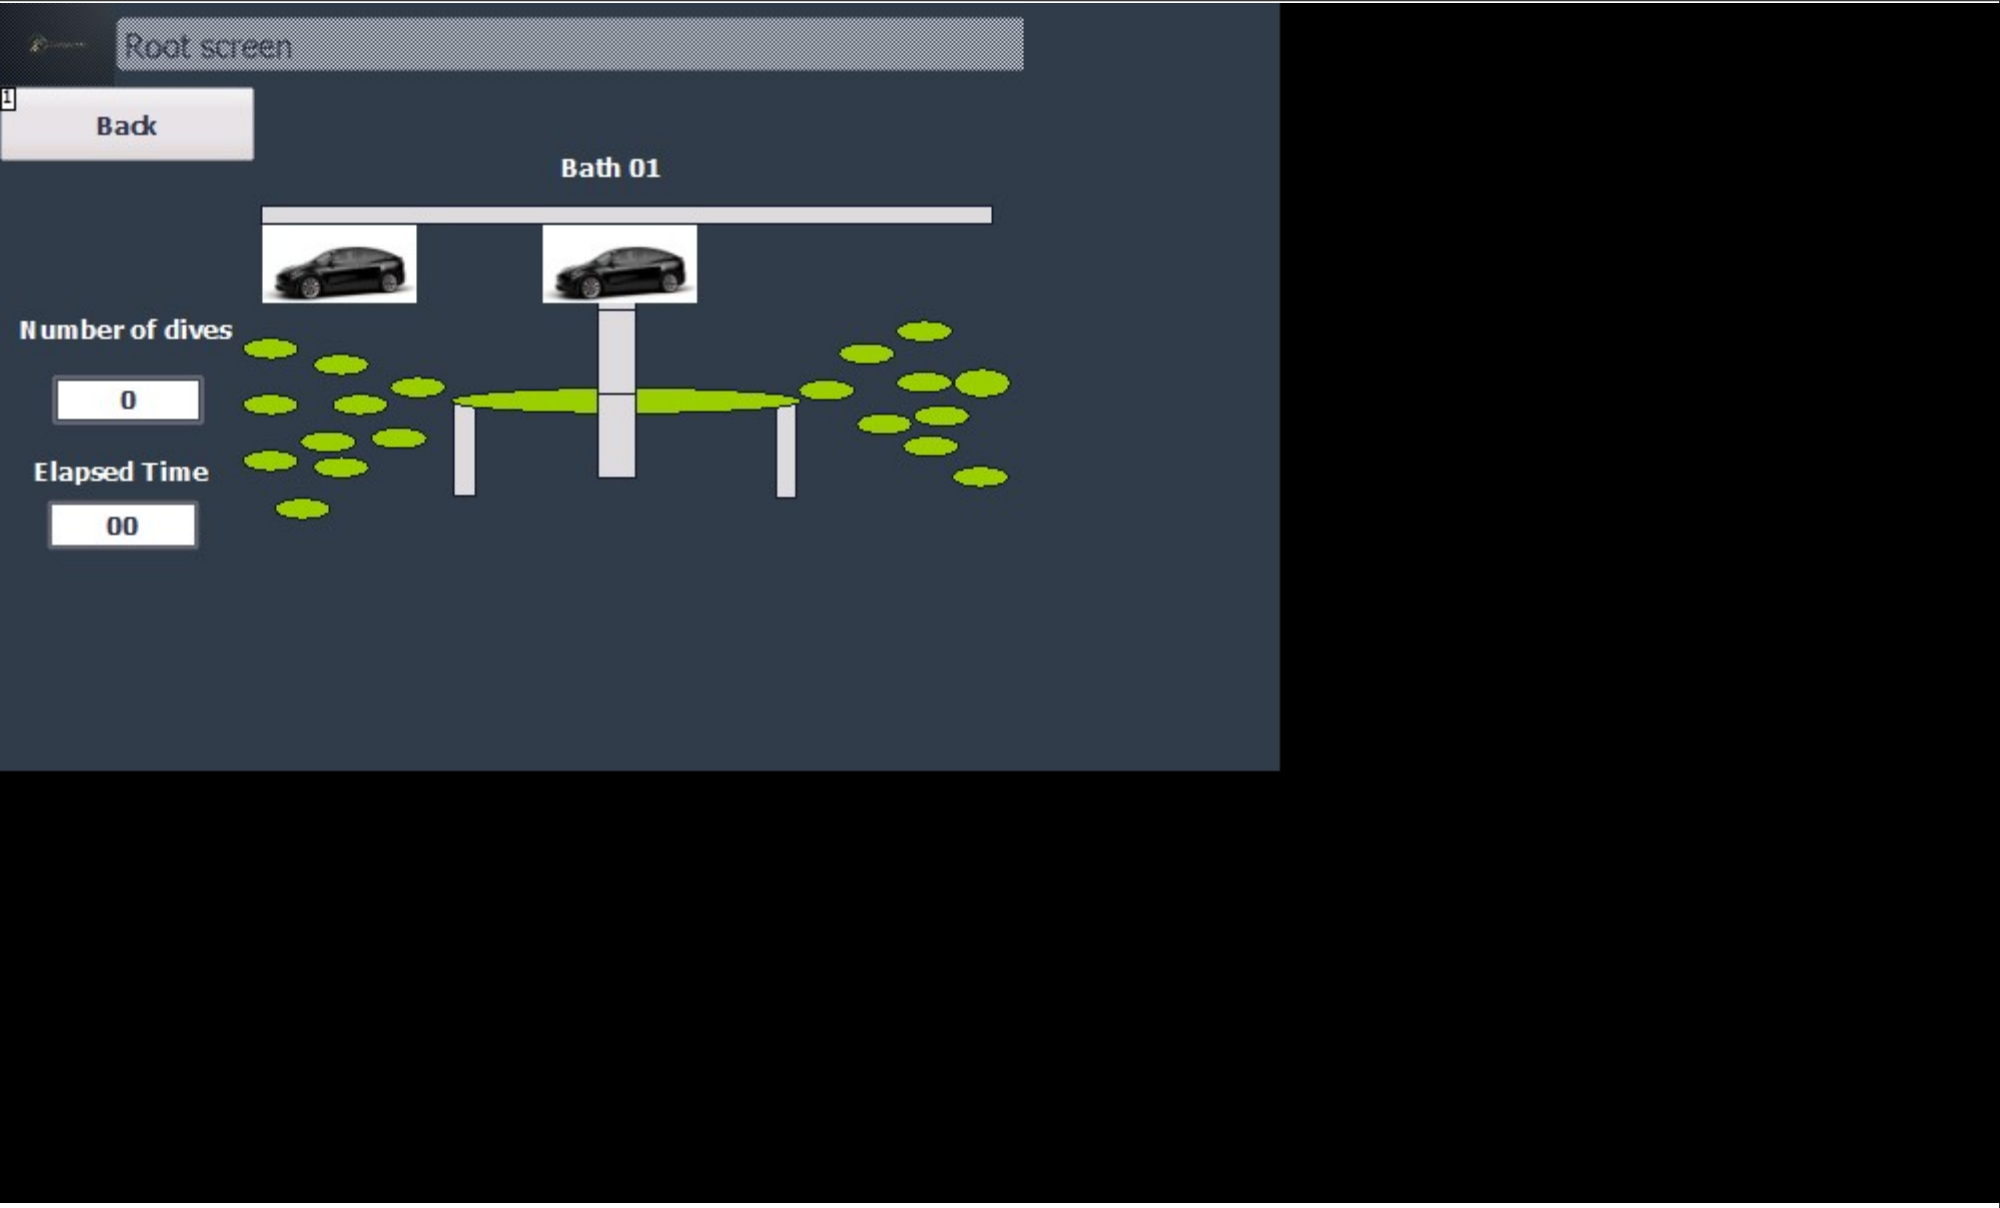 Root screen
1
Back
Bath 01
Number of dives
0
Elapsed Time
00